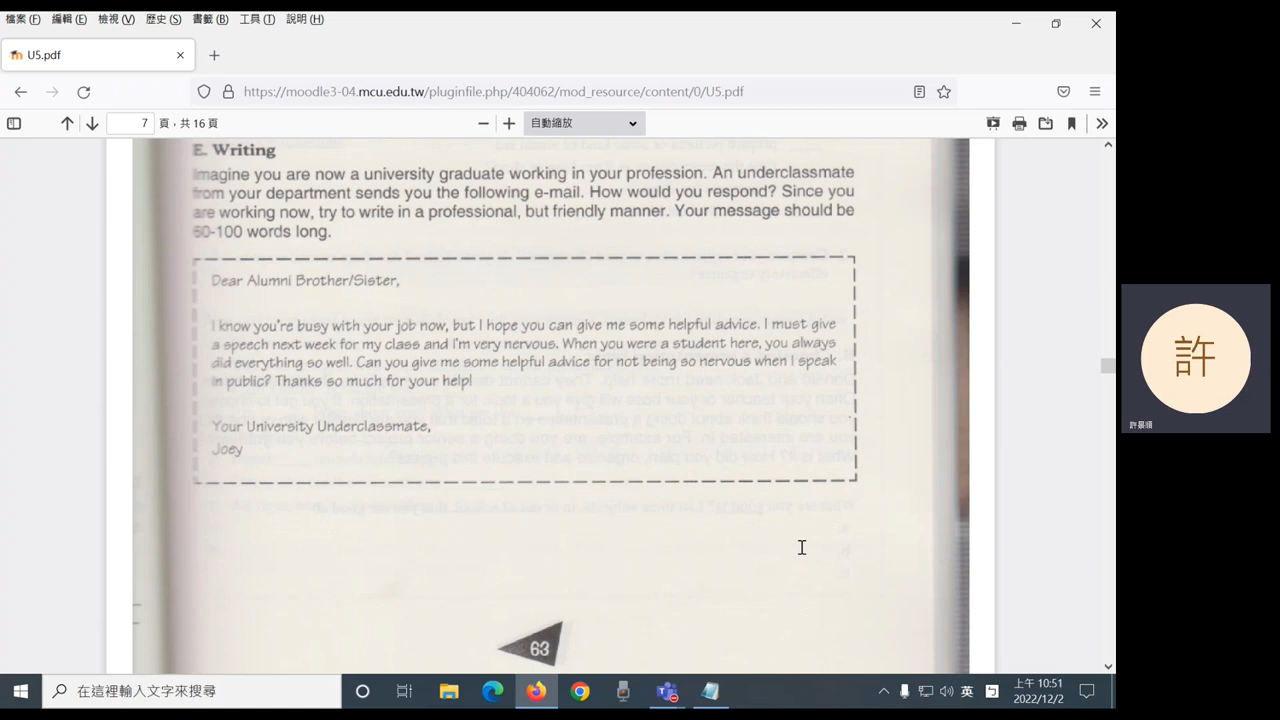 檔案 (F) 編輯 (E) 檢視 (V) 歷史 (S) 書籤 (B) 工具 (T) 說明 (H)
U5.pdf
https://moodle3-04.mcu.edu.tw/pluginfile.php/404062/mod_resource/content/0/U5.pdf
7 頁，共 16 頁
自動縮放
E. Writing
Imagine you are now a university graduate working in your profession. An underclassmate
from your department sends you the following e-mail. How would you respond? Since you
are working now, try to write in a professional, but friendly manner. Your message should be
60-100 words long.
Dear Alumni Brother/Sister,
I know you're busy with your job now, but I hope you can give me some helpful advice. I must give
a speech next week for my class and I'm very nervous. When you were a student here, you always
did everything so well. Can you give me some helpful advice for not being so nervous when I speak
in public? Thanks so much for your help!
Your University Underclassmate,
Joey
63
許
許景順
在這裡輸入文字來搜尋
英
上午 10:51
2022/12/2